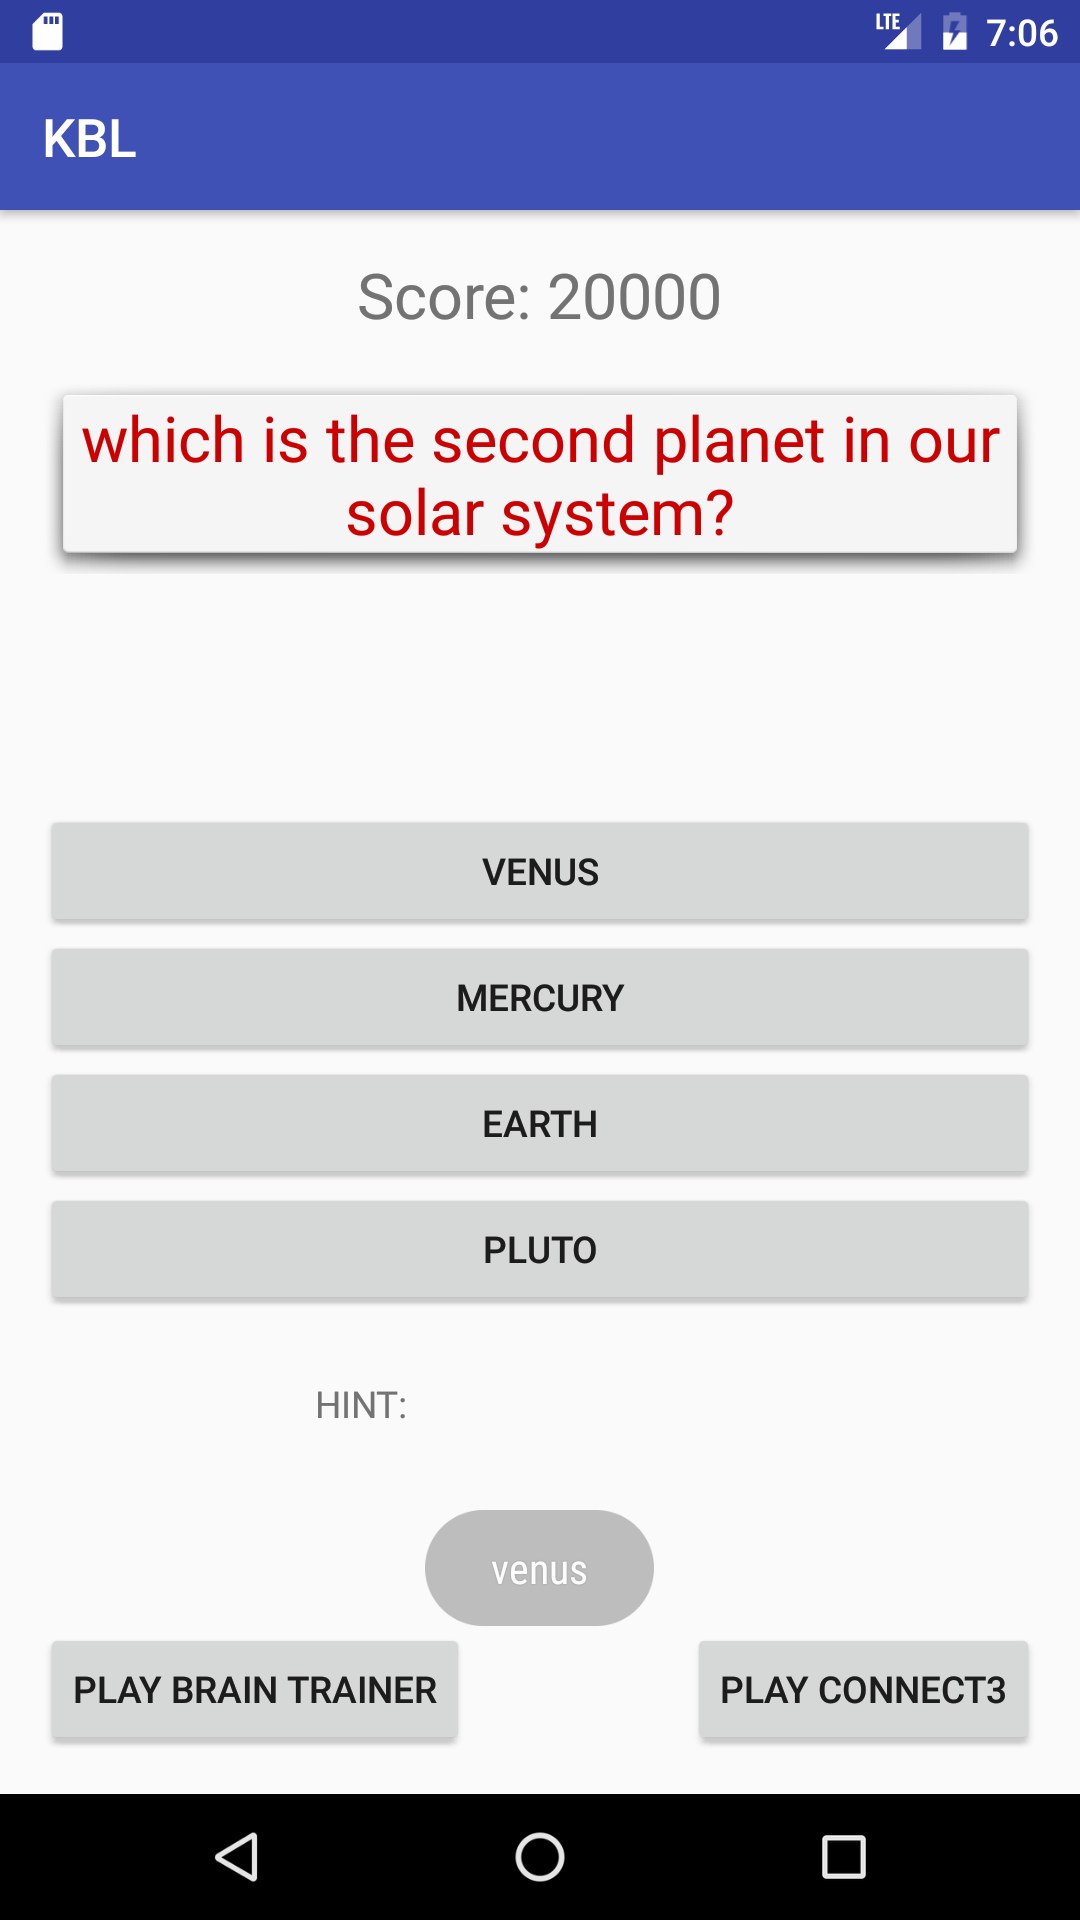 LTE 7:06
KBL
Score: 20000
which is the second planet in our
solar system?
VENUS
MERCURY
EARTH
PLUTO
HINT:
venus
PLAY BRAIN TRAINER
PLAY CONNECT3